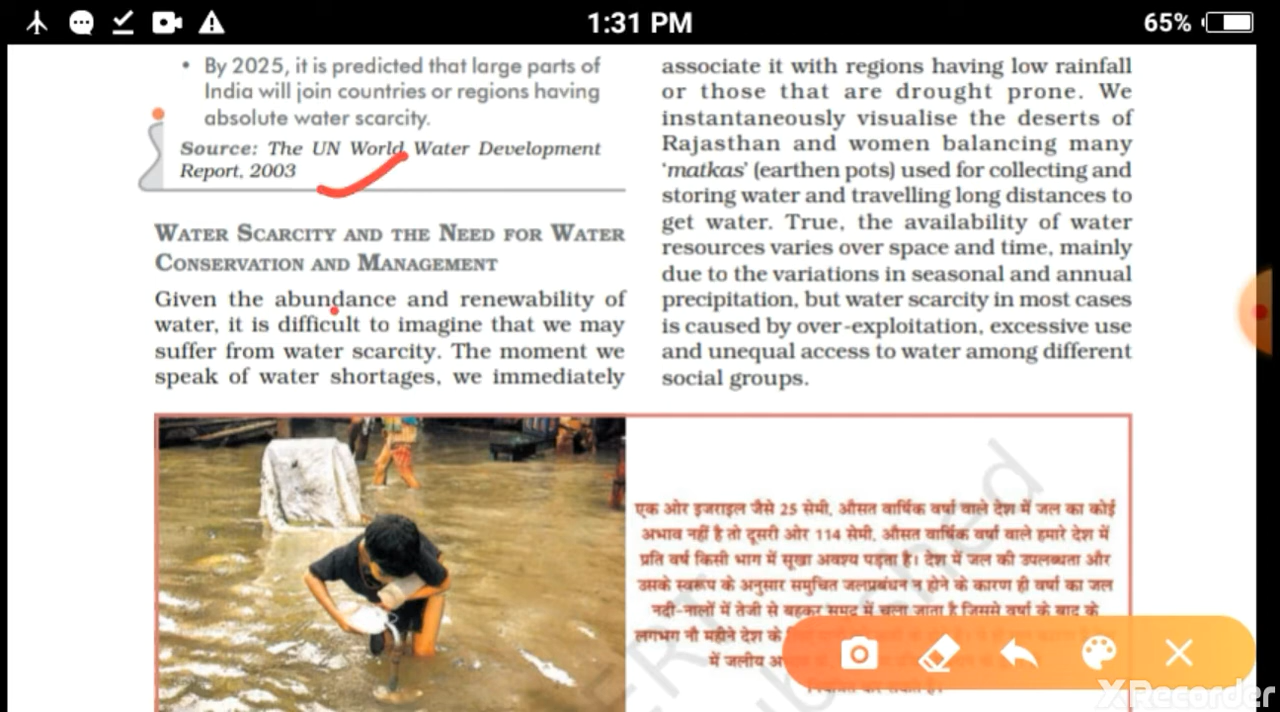 1:31 PM
65%
• By 2025, it is predicted that large parts of
India will join countries or regions having
absolute water scarcity.
Source: The UN World Water Development
Report, 2003
WATER SCARCITY AND THE NEED FOR WATER
CONSERVATION AND MANAGEMENT
Given the abundance and renewability of
water, it is difficult to imagine that we may
suffer from water scarcity. The moment we
speak of water shortages, we immediately
associate it with regions having low rainfall
or those that are drought prone. We
instantaneously visualise the deserts of
Rajasthan and women balancing many
‘matkas’ (earthen pots) used for collecting and
storing water and travelling long distances to
get water. True, the availability of water
resources varies over space and time, mainly
due to the variations in seasonal and annual
precipitation, but water scarcity in most cases
is caused by over-exploitation, excessive use
and unequal access to water among different
social groups.
एक ओर इजराइल जैसे 25 सेमी. औसत वार्षिक वर्षा वाले देश में जल का कोई
अभाव नहीं है तो दूसरी ओर 114 सेमी. औसत वार्षिक वर्षा वाले हमारे देश में
प्रति वर्ष किसी भाग में सूखा अवश्य पड़ता है। देश में जल की उपलब्धता और
उसके स्वरूप के अनुसार समुचित जलप्रबंधन न होने के कारण ही वर्षा का जल
नदी-नालों में तेजी से बहकर समुद्र में चला जाता है जिससे वर्षा के बाद के
लगभग नौ महीने देश के
में जलीय
XRecorder